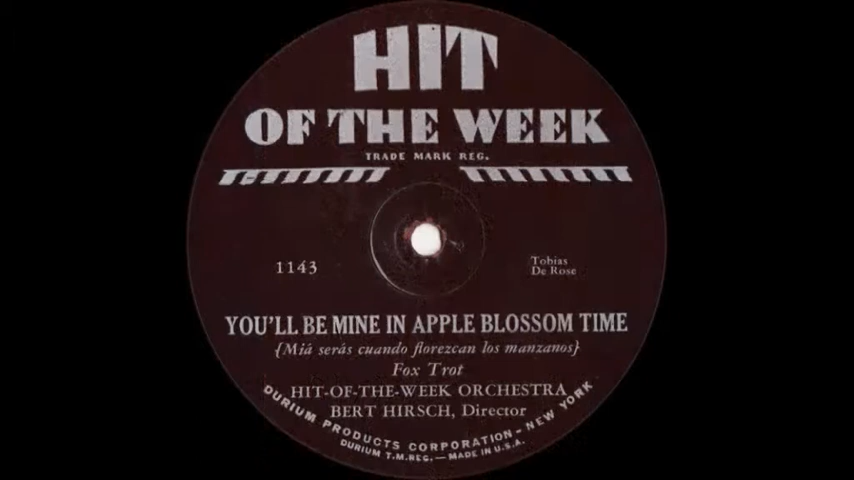 HIT
OF THE WEEK
TRADE MARK REG.
1143
Tobias
De Rose
YOU'LL BE MINE IN APPLE BLOSSOM TIME
{Miá serás cuando florezcan los manzanos}
Fox Trot
HIT-OF-THE-WEEK ORCHESTRA
BERT HIRSCH, Director
DURIUM PRODUCTS CORPORATION - NEW YORK
DURIUM T.M.REG. — MADE IN U.S.A.